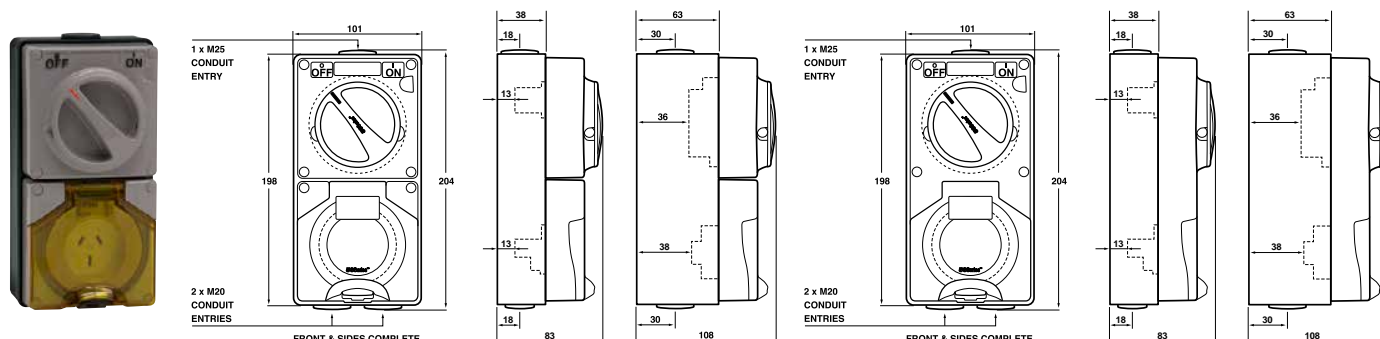 OFF
ON
1 x M25
CONDUIT
ENTRY
2 x M20
CONDUIT
ENTRIES
101
O
OFF
I
ON
198
204
FRONT & SIDES COMPLETE
38
18
13
13
18
83
63
30
36
38
30
108
1 x M25
CONDUIT
ENTRY
2 x M20
CONDUIT
ENTRIES
101
O
OFF
I
ON
198
204
FRONT & SIDES COMPLETE
38
18
13
13
18
83
63
30
36
38
30
108